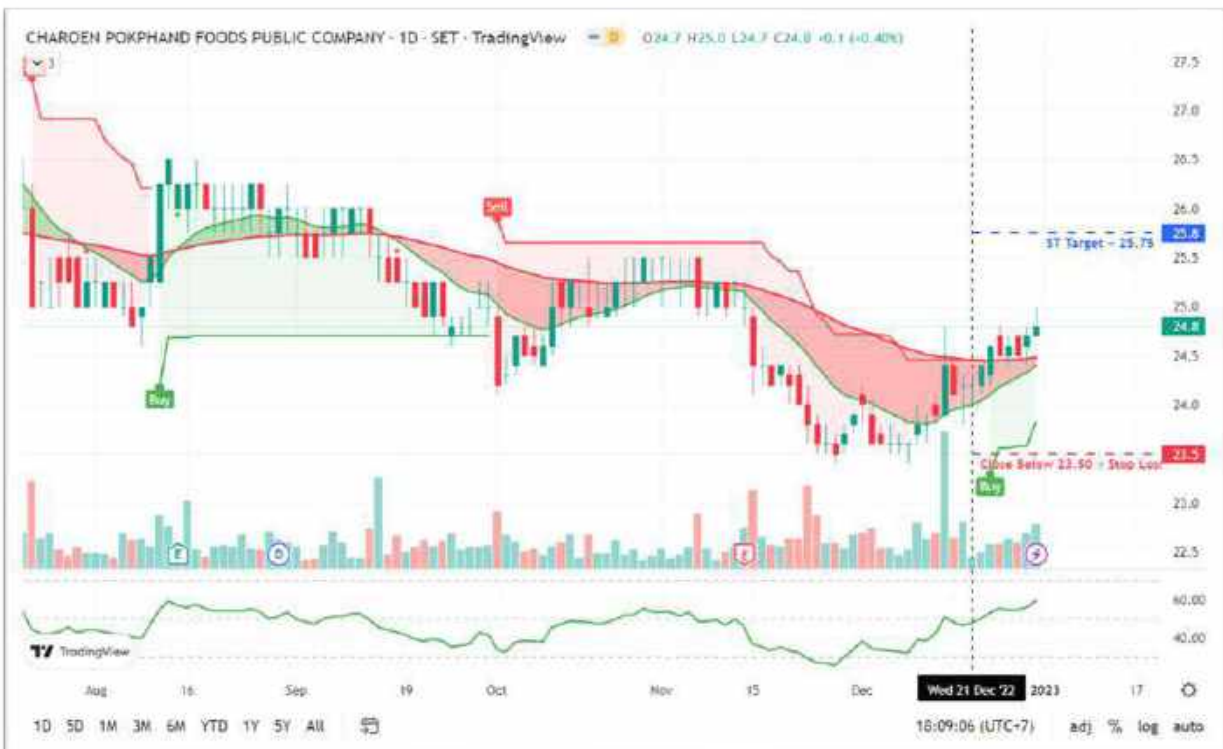 CHAROEN POKPHAND FOODS PUBLIC COMPANY · 1D · SET · TradingView D O24.7 H25.0 L24.7 C24.8 +0.1 (+0.40%)
3
27.5
27.0
26.5
26.0
25.8
ST Target - 25.75
25.5
25.0
24.8
24.5
24.0
23.5
Close Below 23.50 - Stop Los
23.0
22.5
Sell
Buy
Buy
E
D
E
60.00
40.00
TradingView
Aug 16 Sep 19 Oct Nov 15 Dec Wed 21 Dec '22 2023 17
1D 5D 1M 3M 6M YTD 1Y 5Y All 18:09:06 (UTC+7) adj % log auto